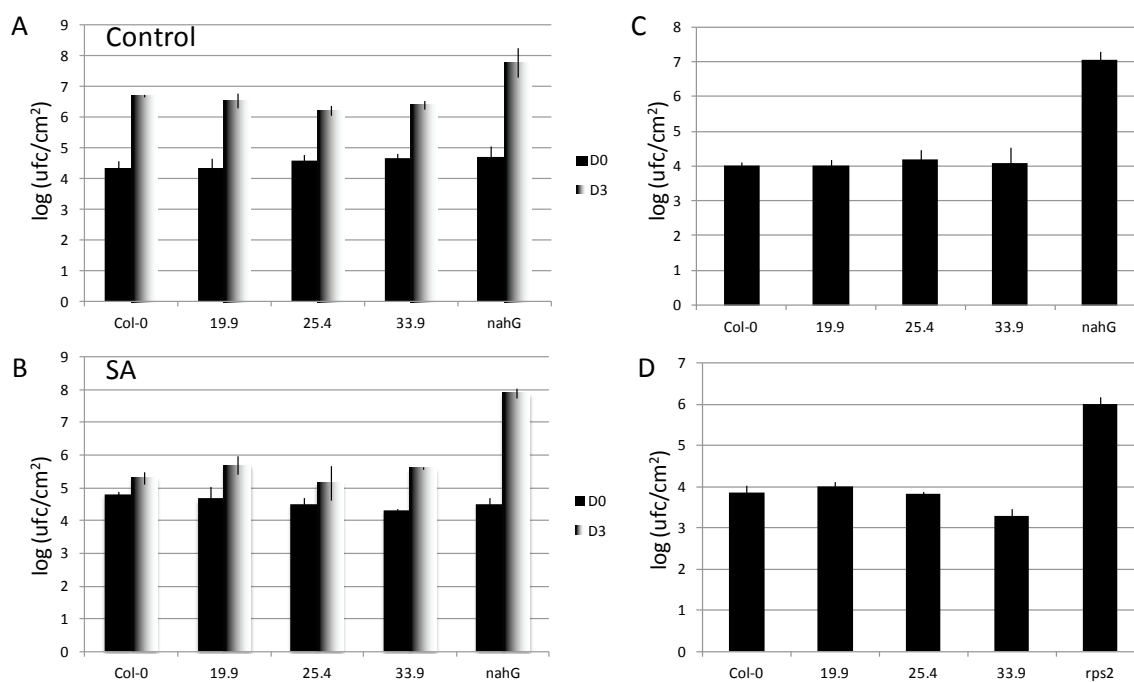 A
Control
log (ufc/cm²)
9
8
7
6
5
4
3
2
1
0
Col-0 19.9 25.4 33.9 nahG
D0
D3
B
SA
log (ufc/cm²)
9
8
7
6
5
4
3
2
1
0
Col-0 19.9 25.4 33.9 nahG
D0
D3
C
log (ufc/cm²)
8
7
6
5
4
3
2
1
0
Col-0 19.9 25.4 33.9 nahG
D
log (ufc/cm²)
7
6
5
4
3
2
1
0
Col-0 19.9 25.4 33.9 rps2